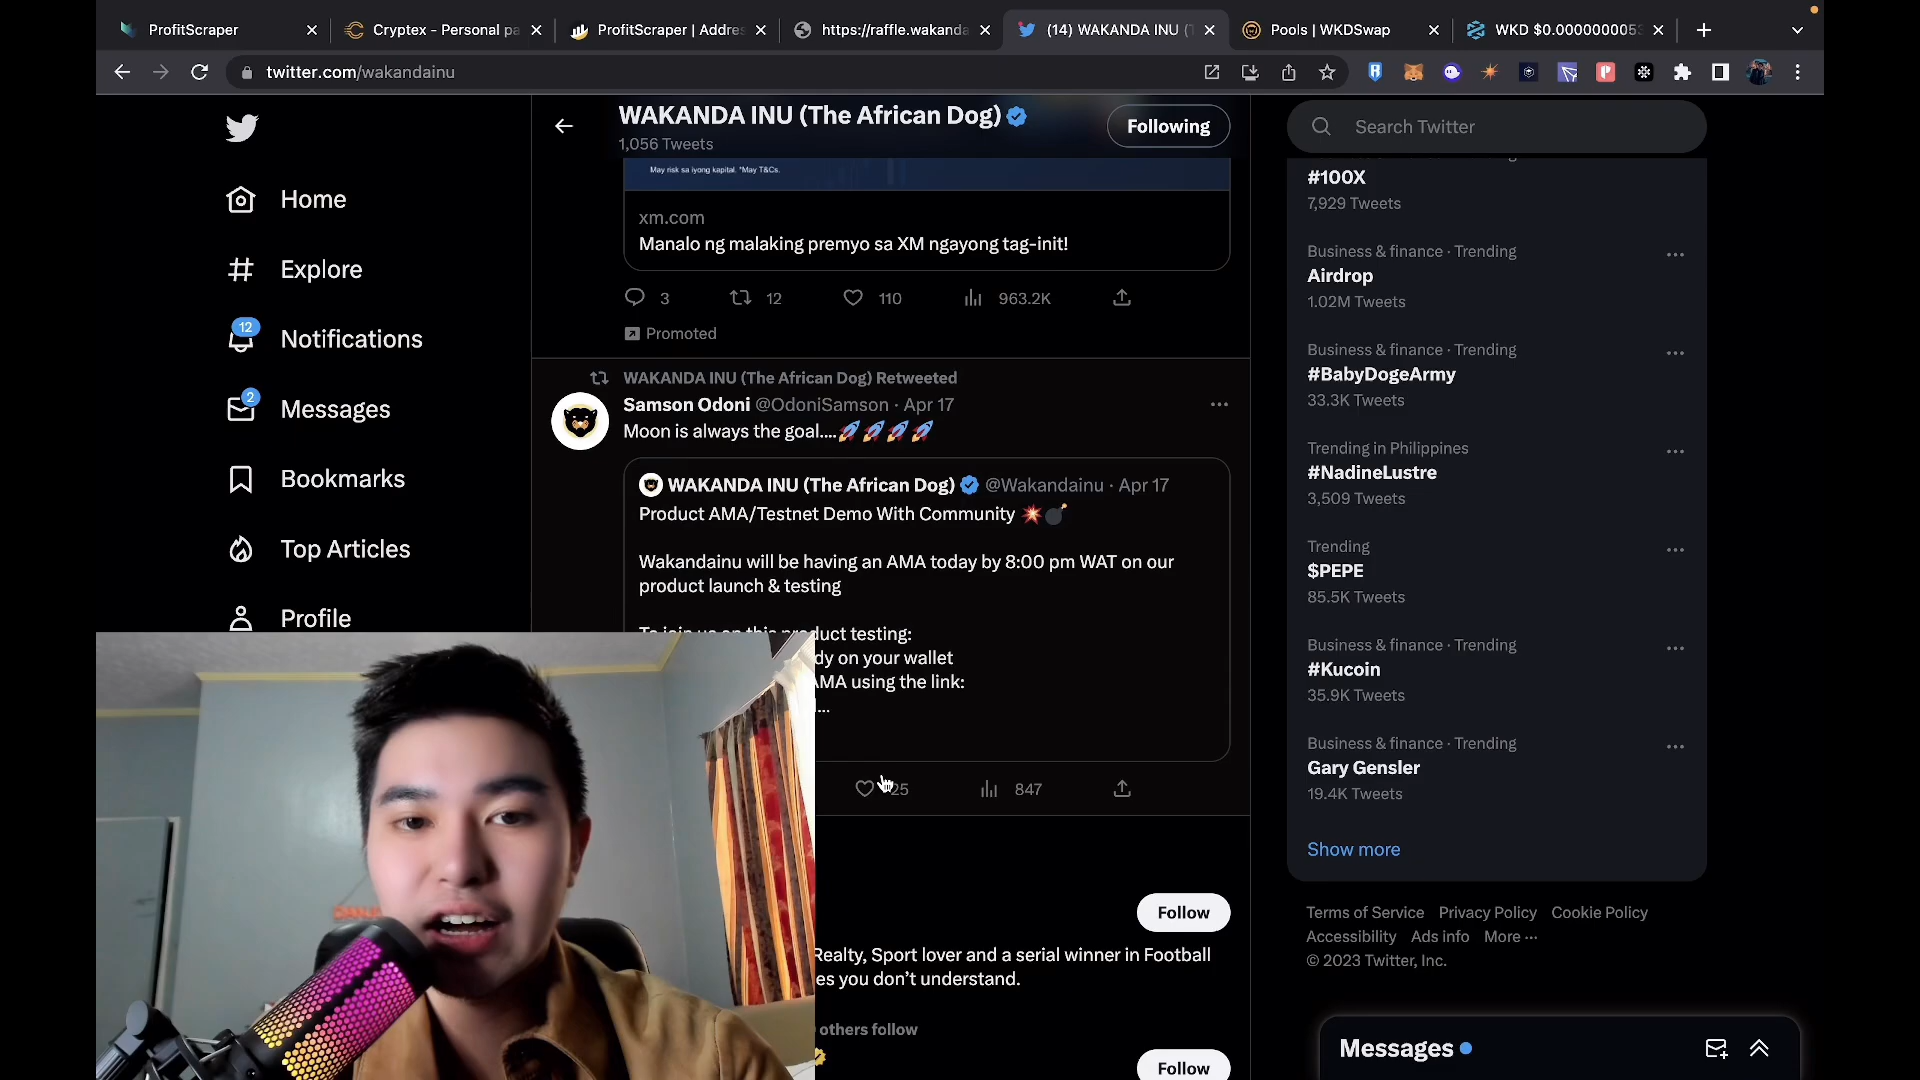 ProfitScraper
Cryptex - Personal pa
ProfitScraper | Addre
https://raffle.wakanda
(14) WAKANDA INU (T
Pools | WKDSwap
WKD $0.000000005
twitter.com/wakandainu
WAKANDA INU (The African Dog)
1,056 Tweets
Following
Search Twitter
Home
Explore
12
Notifications
2
Messages
Bookmarks
Top Articles
Profile
May risk sa iyong kapital. *May T&Cs.
xm.com
Manalo ng malaking premyo sa XM ngayong tag-init!
3 12 110 963.2K
Promoted
WAKANDA INU (The African Dog) Retweeted
Samson Odoni @OdoniSamson · Apr 17
Moon is always the goal....🚀🚀🚀🚀
WAKANDA INU (The African Dog) @Wakandainu · Apr 17
Product AMA/Testnet Demo With Community 💥💣
Wakandainu will be having an AMA today by 8:00 pm WAT on our
product launch & testing
duct testing:
dy on your wallet
AMA using the link:
...
25 847
Follow
Realty, Sport lover and a serial winner in Football
es you don't understand.
others follow
Follow
#100X
7,929 Tweets
Business & finance · Trending
Airdrop
1.02M Tweets
Business & finance · Trending
#BabyDogeArmy
33.3K Tweets
Trending in Philippines
#NadineLustre
3,509 Tweets
Trending
$PEPE
85.5K Tweets
Business & finance · Trending
#Kucoin
35.9K Tweets
Business & finance · Trending
Gary Gensler
19.4K Tweets
Show more
Terms of Service Privacy Policy Cookie Policy
Accessibility Ads info More ···
© 2023 Twitter, Inc.
Messages